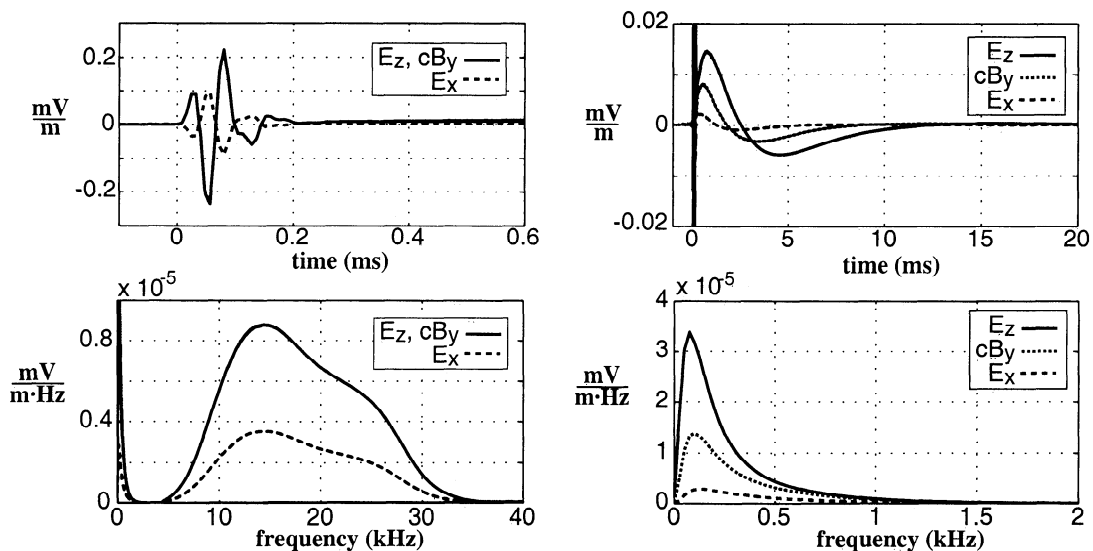 0.2
0
-0.2
mV
m
Ez, cBy
Ex
0 0.2 0.4 0.6
time (ms)
0.02
0
-0.02
mV
m
Ez
cBy
Ex
0 5 10 15 20
time (ms)
x 10-5
0.8
0.4
0
mV
m·Hz
Ez, cBy
Ex
0 10 20 30 40
frequency (kHz)
x 10-5
4
3
2
1
0
mV
m·Hz
Ez
cBy
Ex
0 0.5 1 1.5 2
frequency (kHz)